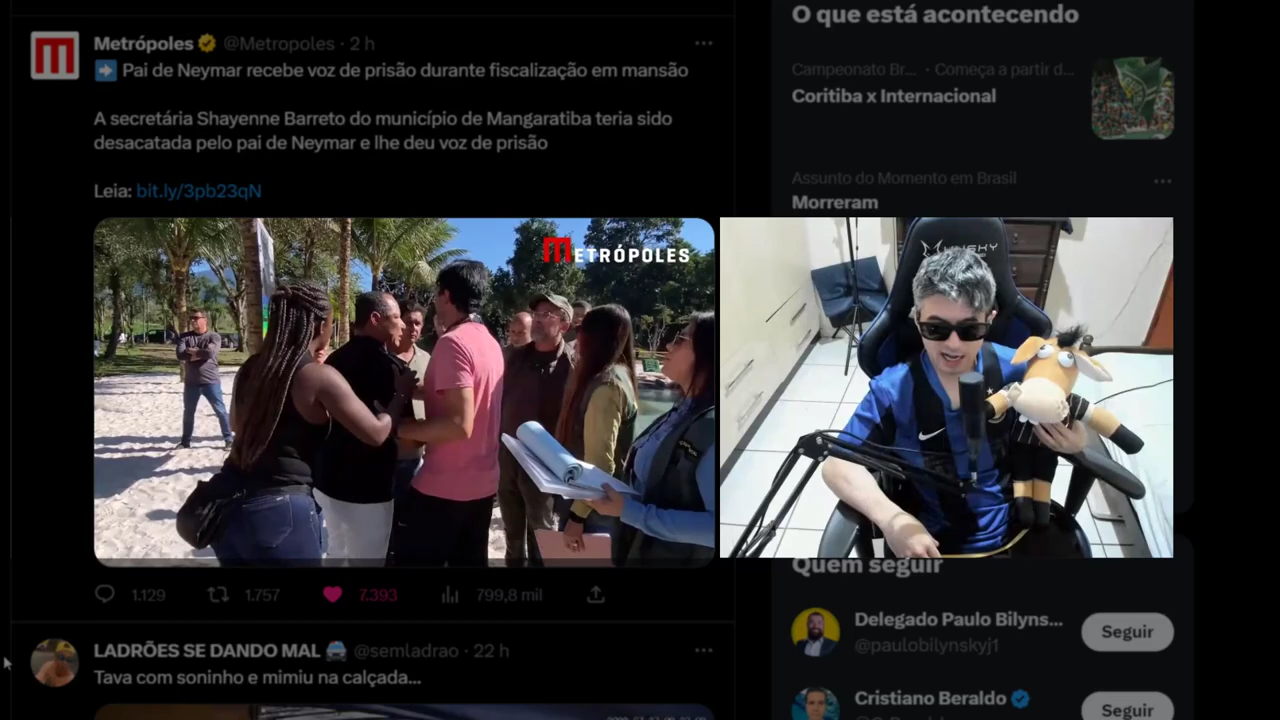 O que está acontecendo
Metrópoles @Metropoles · 2 h
Pai de Neymar recebe voz de prisão durante fiscalização em mansão
A secretária Shayenne Barreto do município de Mangaratiba teria sido
desacatada pelo pai de Neymar e lhe deu voz de prisão
Leia: bit.ly/3pb23qN
METRÓPOLES
1.129 1.757 7.393 799,8 mil
LADRÕES SE DANDO MAL @semladrao · 22 h
Tava com soninho e mimiu na calçada...
Campeonato Br... · Começa a partir d...
Coritiba x Internacional
Assunto do Momento em Brasil
Morreram
Quem seguir
Delegado Paulo Bilyns...
@paulobilynskyj1
Seguir
Cristiano Beraldo
Seguir